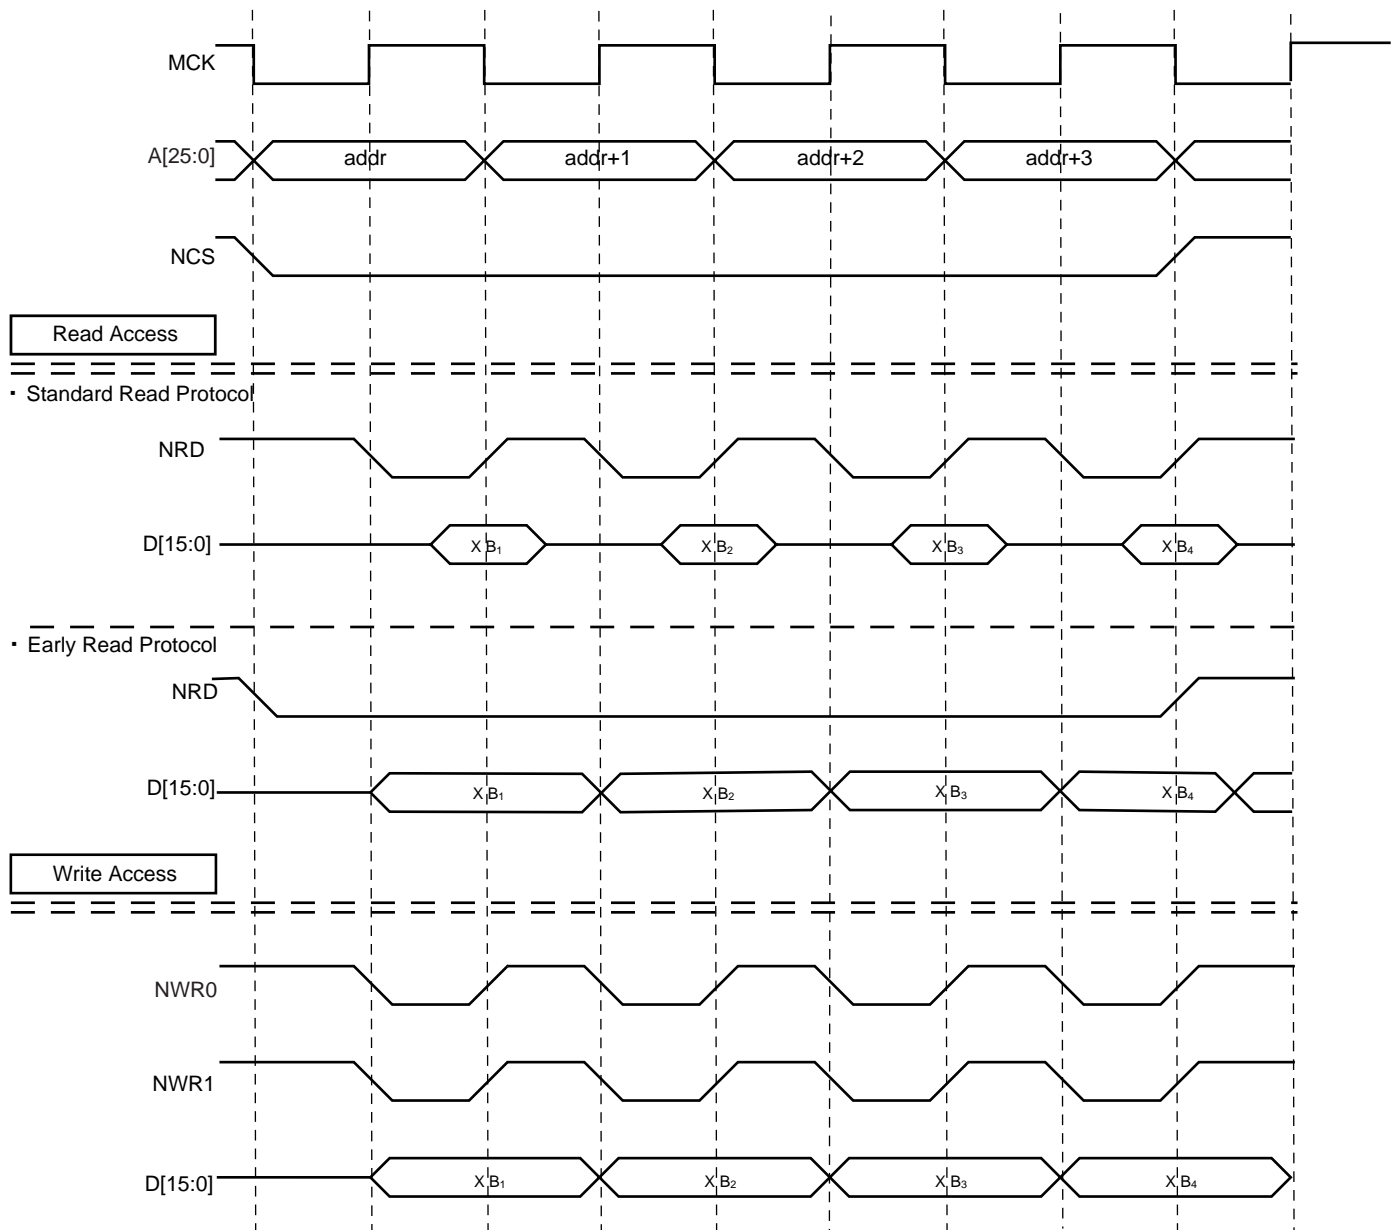 MCK
A[25:0] addr addr+1 addr+2 addr+3
NCS
Read Access
· Standard Read Protocol
NRD
D[15:0] X B₁ X B₂ X B₃ X B₄
· Early Read Protocol
NRD
D[15:0] X B₁ X B₂ X B₃ X B₄
Write Access
NWR0
NWR1
D[15:0] X B₁ X B₂ X B₃ X B₄